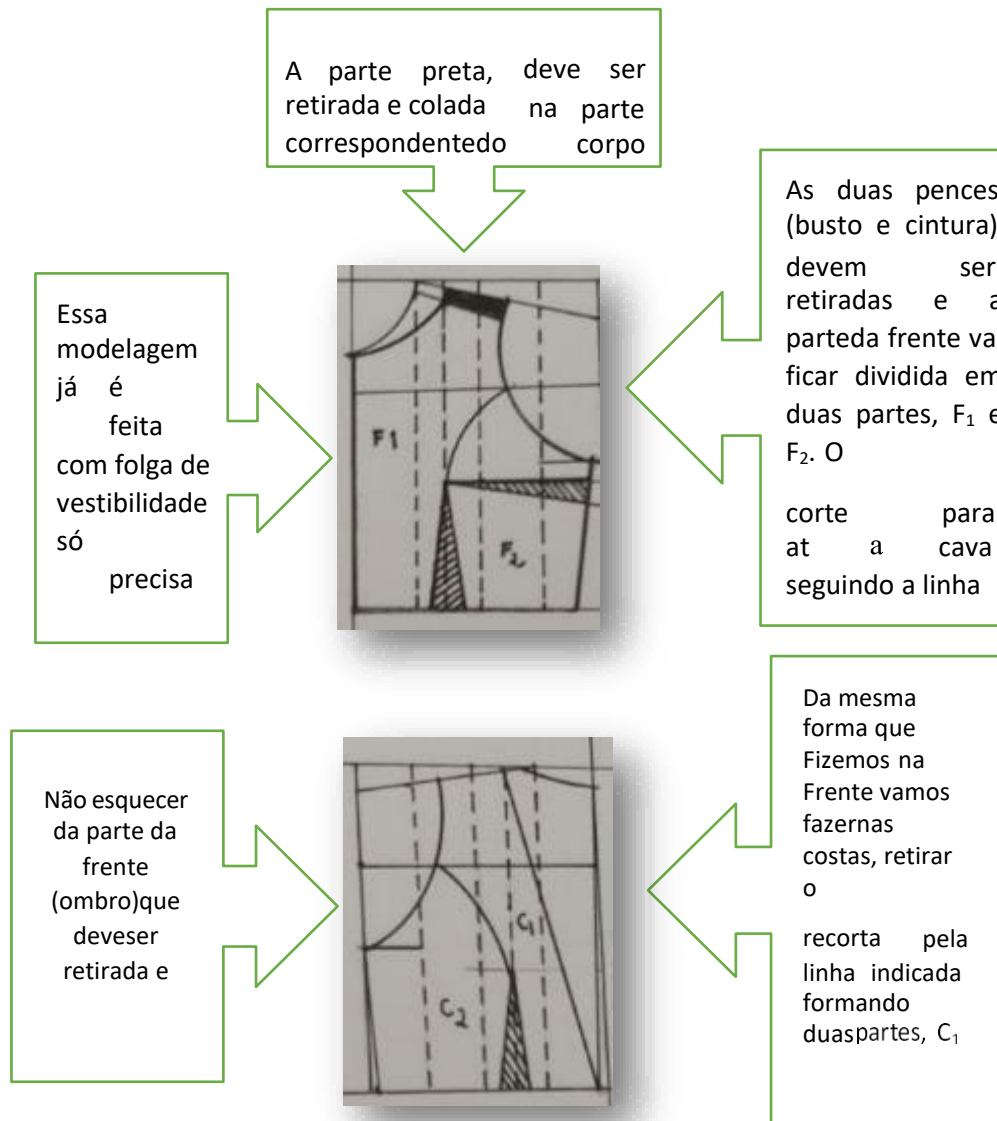 A parte preta, deve ser
retirada e colada na parte
correspondentedo corpo
As duas pences
(busto e cintura)
devem ser
retiradas e a
parteda frente va
ficar dividida em
duas partes, F₁ e
F₂. O
corte para
at a cava
seguindo a linha
Essa
modelagem
já é
feita
com folga de
vestibilidade
só
precisa
F1
F2
Não esquecer
da parte da
frente
(ombro)que
deveser
retirada e
Da mesma
forma que
Fizemos na
Frente vamos
fazernas
costas, retirar
o
recorta pela
linha indicada
formando
duaspartes, C₁
C1
C2